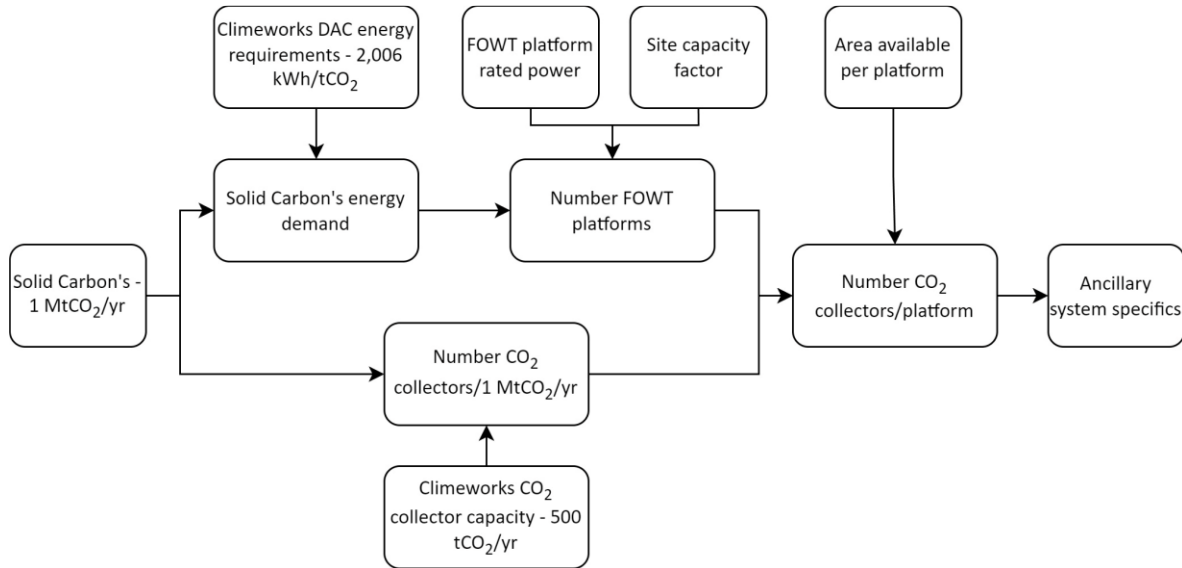 Climeworks DAC energy
requirements - 2,006
kWh/tCO2
FOWT platform
rated power
Site capacity
factor
Area available
per platform
Solid Carbon's energy
demand
Number FOWT
platforms
Solid Carbon's -
1 MtCO2/yr
Number CO2
collectors/platform
Ancillary
system specifics
Number CO2
collectors/1 MtCO2/yr
Climeworks CO2
collector capacity - 500
tCO2/yr